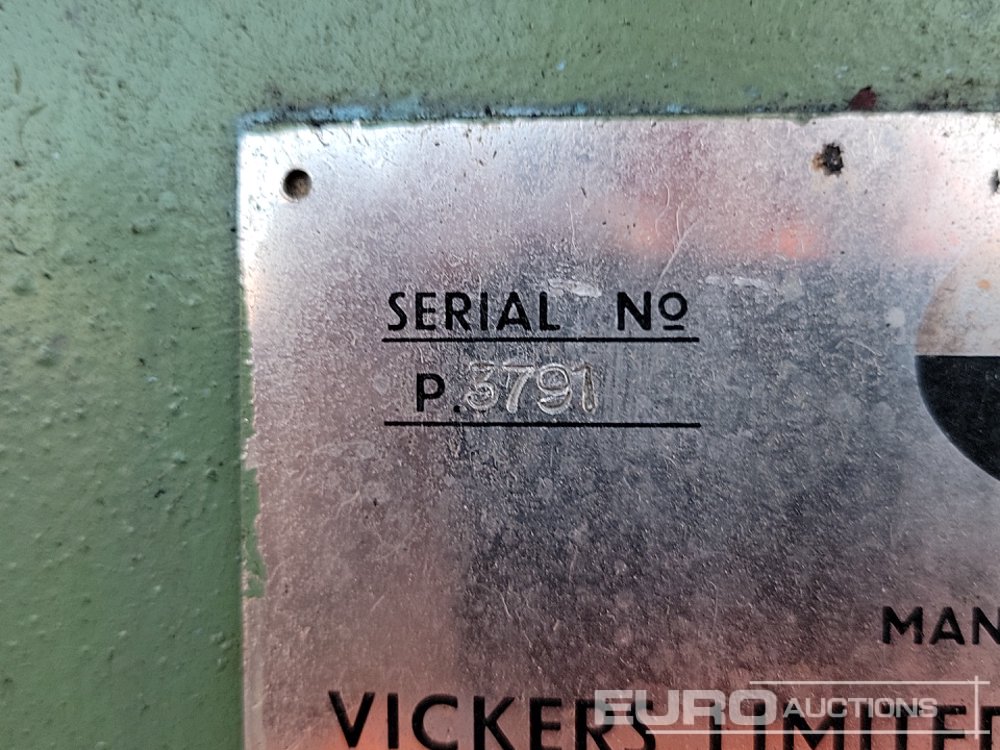 SERIAL Nº
P.3791
MAN
VICKERS LIMITED
EURO AUCTIONS